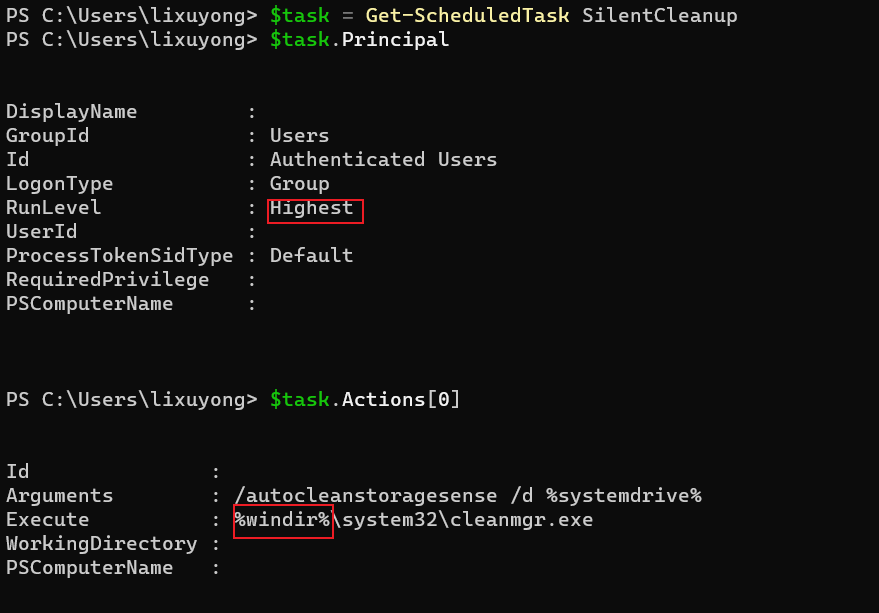 PS C:\Users\lixuyong> $task = Get-ScheduledTask SilentCleanup
PS C:\Users\lixuyong> $task.Principal
DisplayName          :
GroupId              : Users
Id                   : Authenticated Users
LogonType            : Group
RunLevel             : Highest
UserId               :
ProcessTokenSidType : Default
RequiredPrivilege    :
PSComputerName       :
PS C:\Users\lixuyong> $task.Actions[0]
Id                :
Arguments         : /autocleanstoragesense /d %systemdrive%
Execute           : %windir%\system32\cleanmgr.exe
WorkingDirectory :
PSComputerName    :